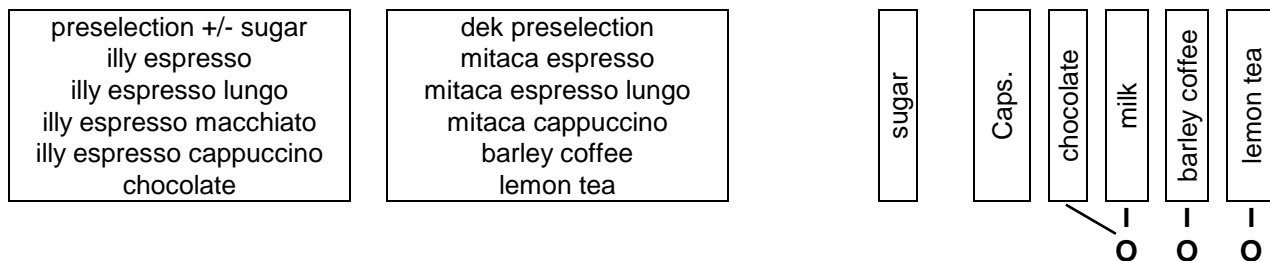 preselection +/- sugar
illy espresso
illy espresso lungo
illy espresso macchiato
illy espresso cappuccino
chocolate
dek preselection
mitaca espresso
mitaca espresso lungo
mitaca cappuccino
barley coffee
lemon tea
sugar
Caps.
chocolate
milk
barley coffee
lemon tea
I I I
O O O